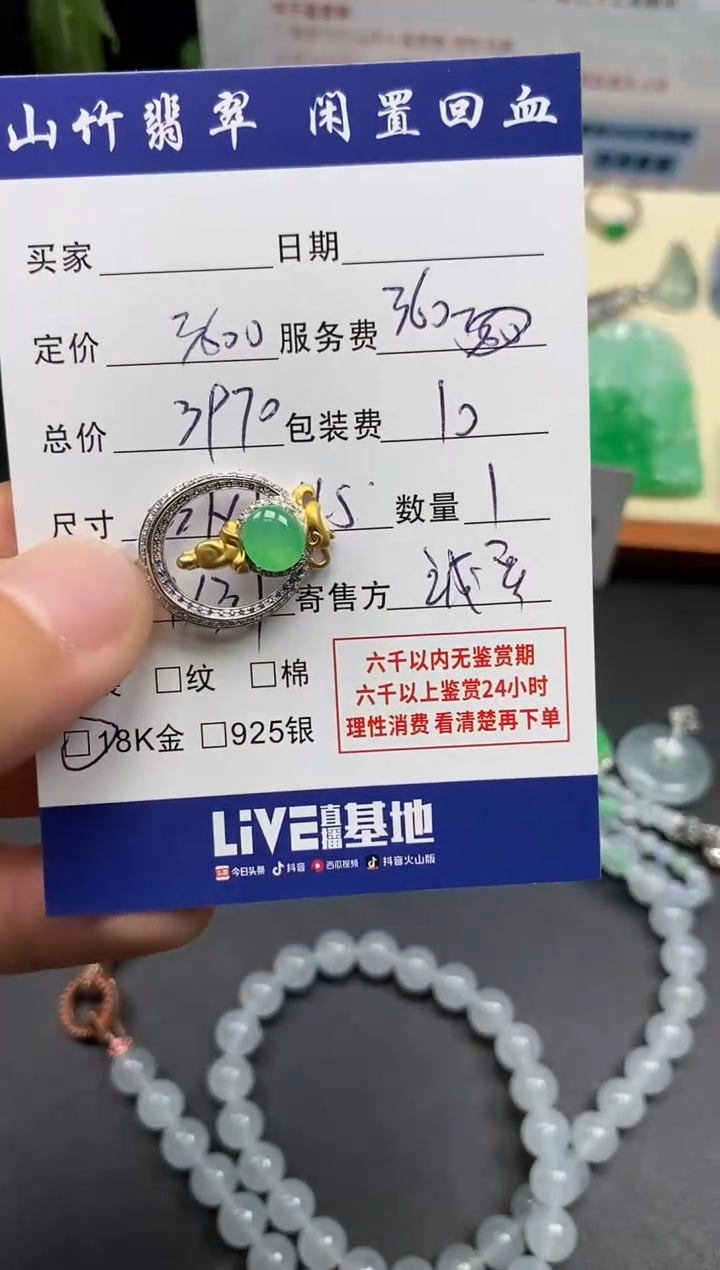 山竹翡翠 闲置回血
买家 日期
定价 3600 服务费 360
总价 3970 包装费 10
尺寸 数量 1
寄售方
□纹 □棉
□18K金 □925银
六千以内无鉴赏期
六千以上鉴赏24小时
理性消费 看清楚再下单
LiVE直播基地
头条 今日头条 抖音 西瓜视频 抖音火山版